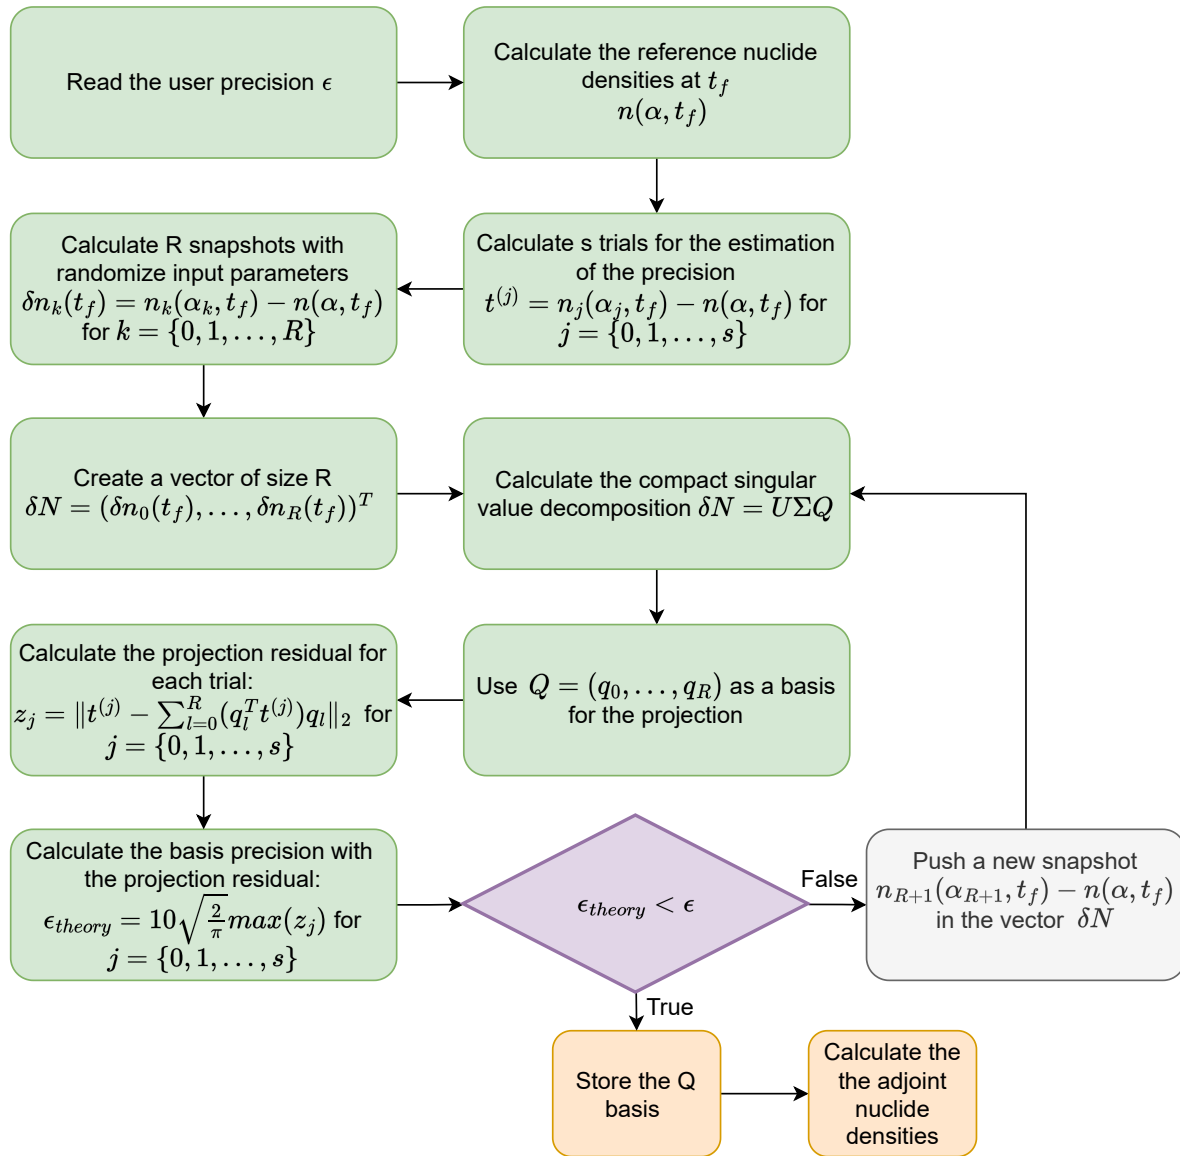 Read the user precision ϵ
Calculate the reference nuclide
densities at t_f
n(α, t_f)
Calculate s trials for the estimation
of the precision
t^{(j)} = n_j(α_j, t_f) − n(α, t_f) for
j = {0, 1, …, s}
Calculate R snapshots with
randomize input parameters
δn_k(t_f) = n_k(α_k, t_f) − n(α, t_f)
for k = {0, 1, …, R}
Create a vector of size R
δN = (δn_0(t_f), …, δn_R(t_f))^T
Calculate the compact singular
value decomposition δN = UΣQ
Use Q = (q_0, …, q_R) as a basis
for the projection
Calculate the projection residual for
each trial:
z_j = ‖t^{(j)} − ∑_{l=0}^{R}(q_l^T t^{(j)})q_l‖_2 for
j = {0, 1, …, s}
Calculate the basis precision with
the projection residual:
ϵ_{theory} = 10√(2/π) max(z_j) for
j = {0, 1, …, s}
ϵ_{theory} < ϵ
False
Push a new snapshot
n_{R+1}(α_{R+1}, t_f) − n(α, t_f)
in the vector δN
True
Store the Q
basis
Calculate the
the adjoint
nuclide
densities